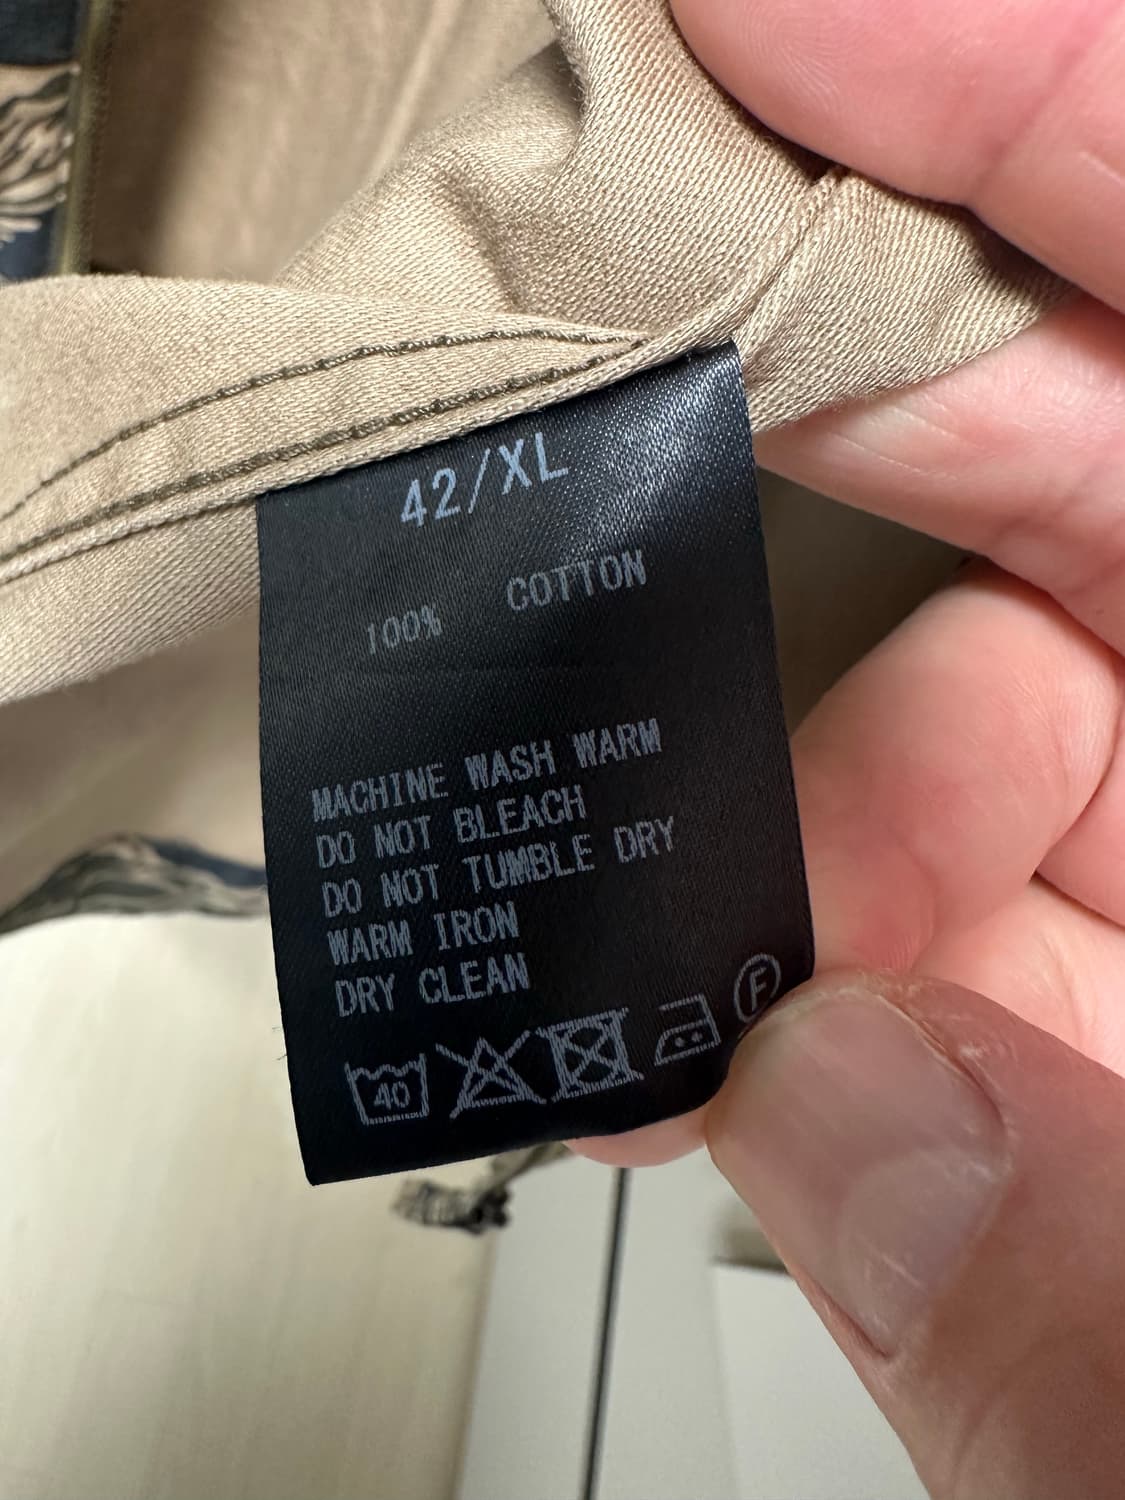 42/XL
100% COTTON
MACHINE WASH WARM
DO NOT BLEACH
DO NOT TUMBLE DRY
WARM IRON
DRY CLEAN
40
F